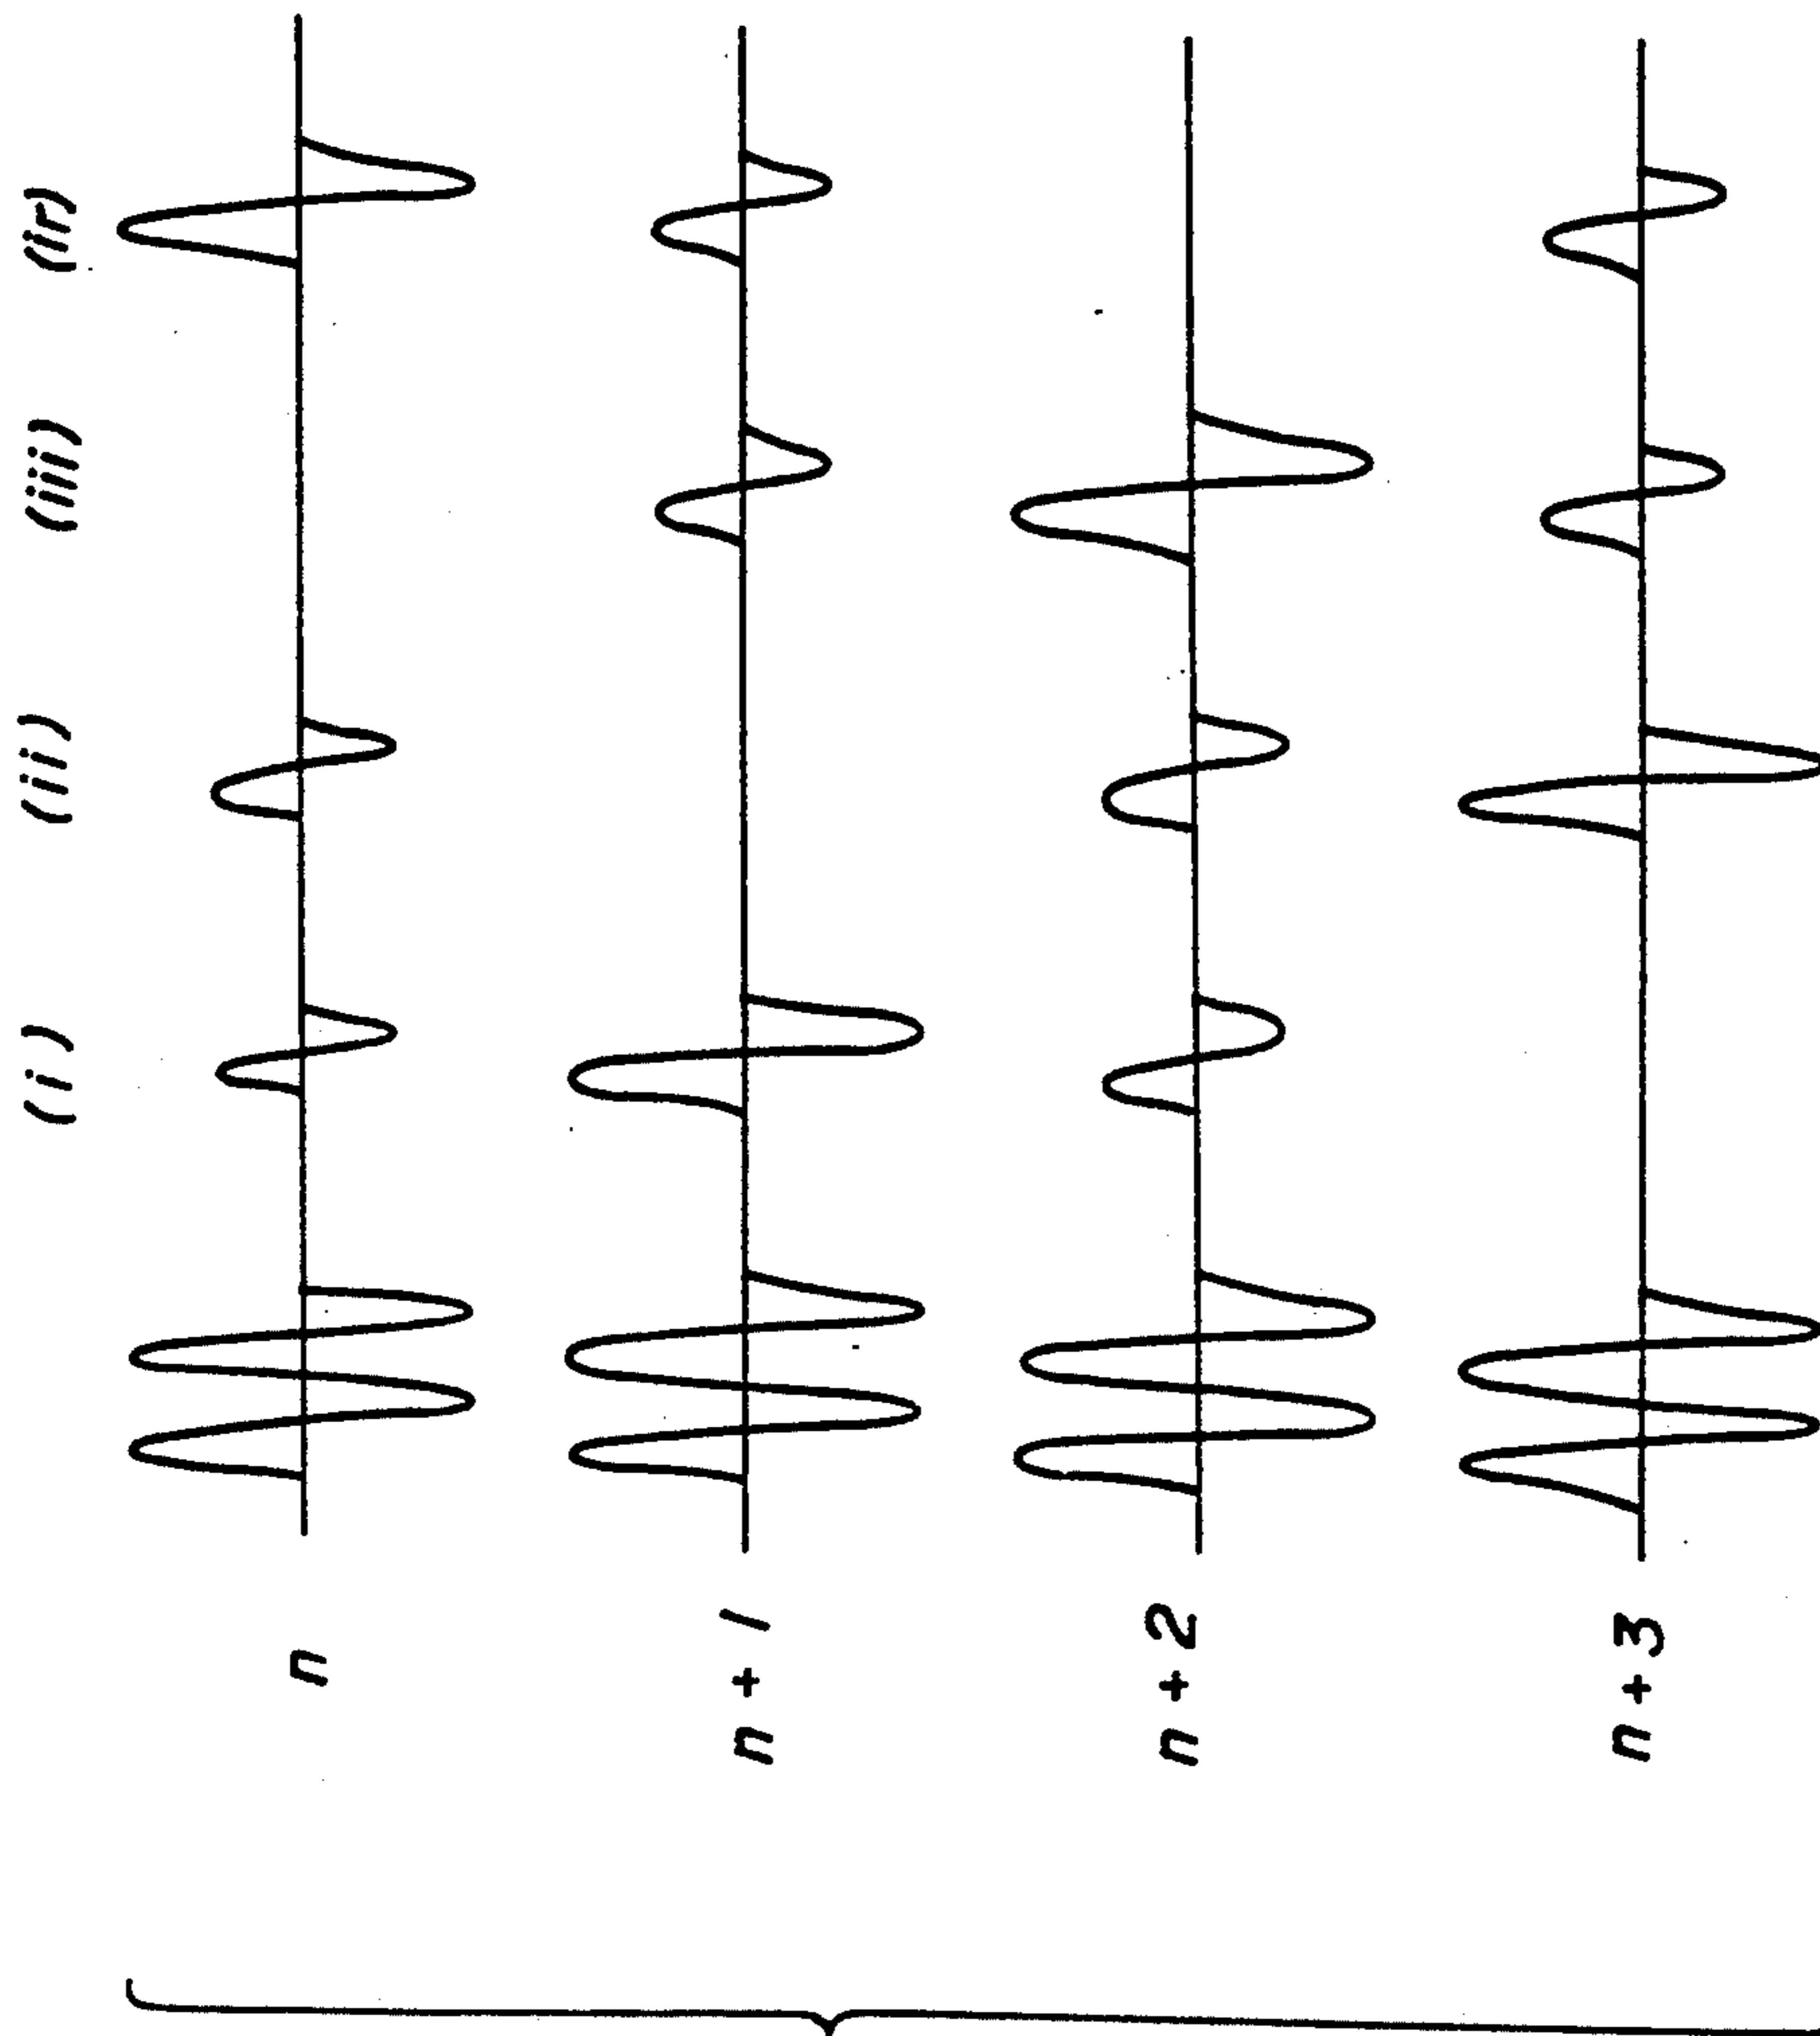 (i) (ii) (iii) (iv)
n
n + 1
n + 2
n + 3